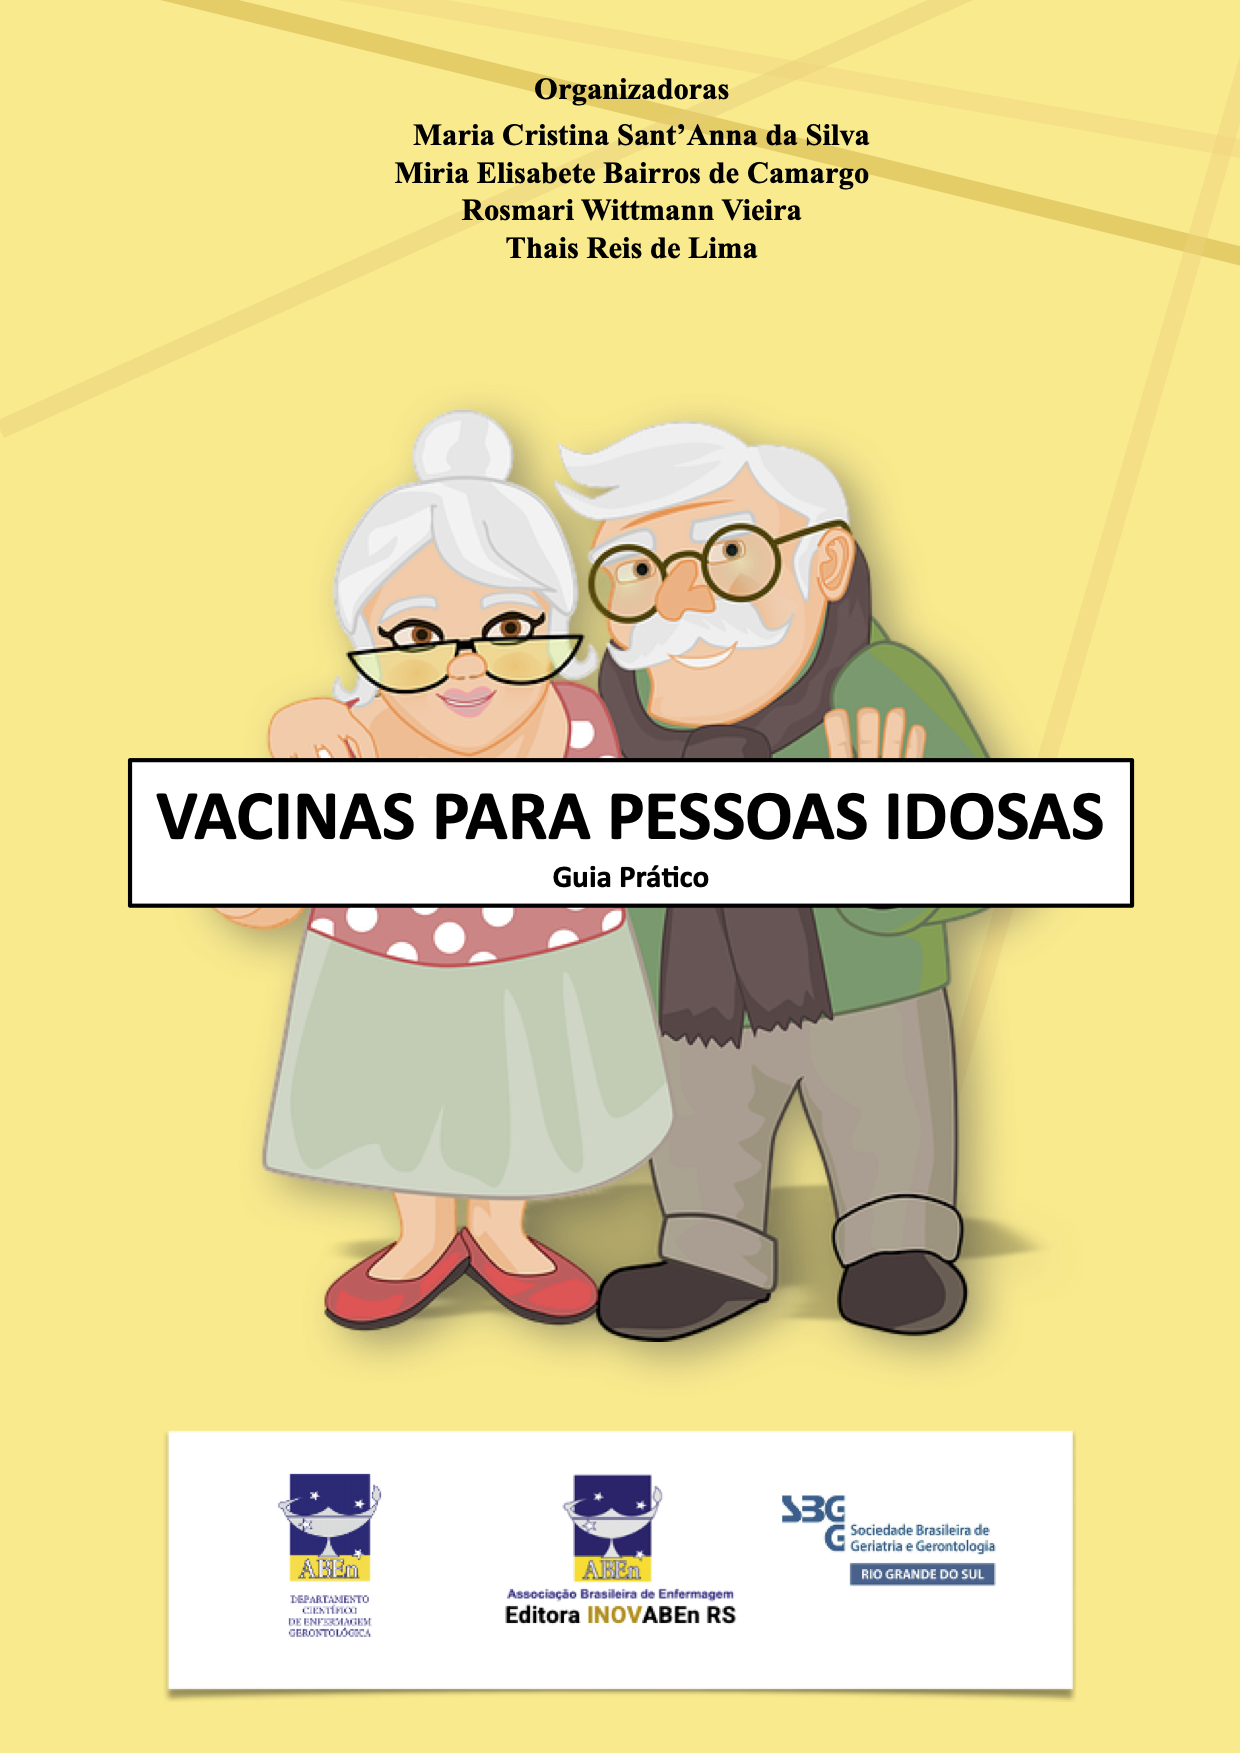 Organizadoras
Maria Cristina Sant’Anna da Silva
Miria Elisabete Bairros de Camargo
Rosmari Wittmann Vieira
Thais Reis de Lima
VACINAS PARA PESSOAS IDOSAS
Guia Prático
ABEn
DEPARTAMENTO
CIENTÍFICO
DE ENFERMAGEM
GERONTOLÓGICA
ABEn
Associação Brasileira de Enfermagem
Editora INOVABEn RS
SBG
G
Sociedade Brasileira de
Geriatria e Gerontologia
RIO GRANDE DO SUL